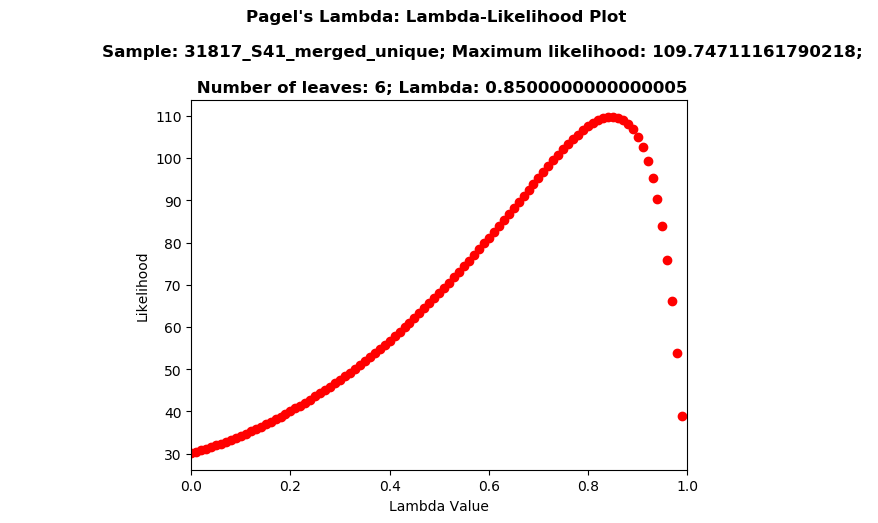 Pagel's Lambda: Lambda-Likelihood Plot
Sample: 31817_S41_merged_unique; Maximum likelihood: 109.74711161790218;
Number of leaves: 6; Lambda: 0.8500000000000005
110
100
90
80
70
60
50
40
30
Likelihood
0.0 0.2 0.4 0.6 0.8 1.0
Lambda Value